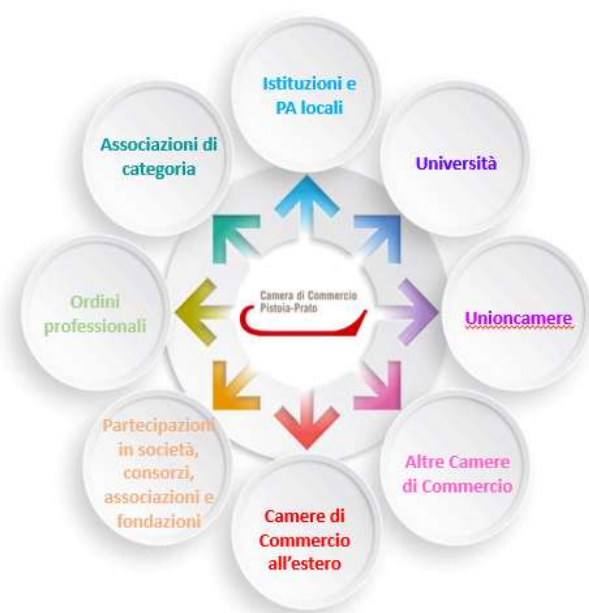 Istituzioni e
PA locali
Associazioni di
categoria
Università
Camera di Commercio
Pistoia-Prato
Ordini
professionali
Unioncamere
Partecipazioni
in società,
consorzi,
associazioni e
fondazioni
Altre Camere
di Commercio
Camere di
Commercio
all'estero